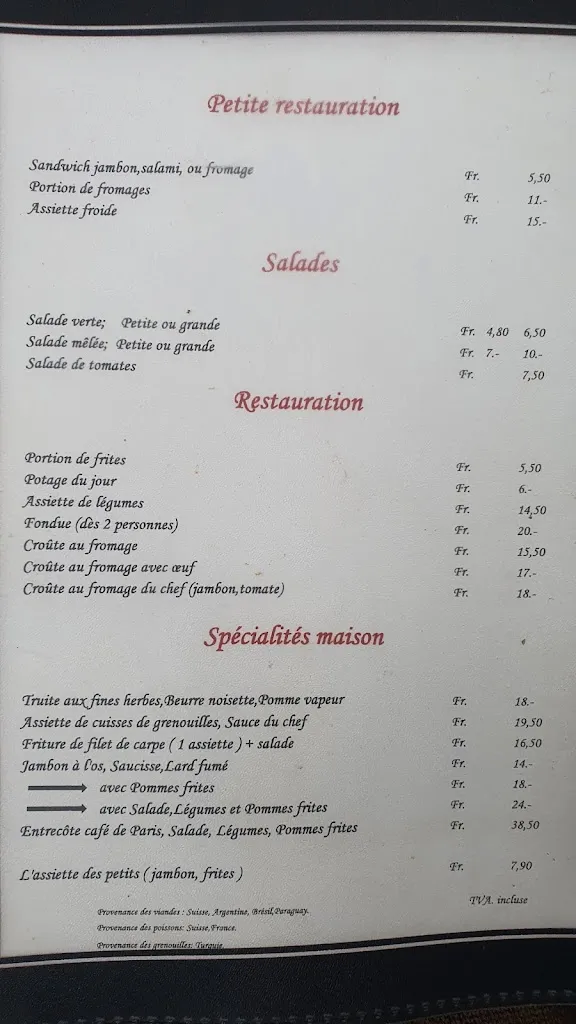 Petite restauration
Sandwich jambon,salami, ou fromage Fr. 5,50
Portion de fromages Fr. 11.-
Assiette froide Fr. 15.-
Salades
Salade verte; Petite ou grande Fr. 4,80 6,50
Salade mêlée; Petite ou grande Fr. 7.- 10.-
Salade de tomates Fr. 7,50
Restauration
Portion de frites Fr. 5,50
Potage du jour Fr. 6.-
Assiette de légumes Fr. 14,50
Fondue (dès 2 personnes) Fr. 20.-
Croûte au fromage Fr. 15,50
Croûte au fromage avec œuf Fr. 17.-
Croûte au fromage du chef (jambon,tomate) Fr. 18.-
Spécialités maison
Truite aux fines herbes,Beurre noisette,Pomme vapeur Fr. 18.-
Assiette de cuisses de grenouilles, Sauce du chef Fr. 19,50
Friture de filet de carpe ( 1 assiette ) + salade Fr. 16,50
Jambon à l'os, Saucisse,Lard fumé Fr. 14.-
avec Pommes frites Fr. 18.-
avec Salade,Légumes et Pommes frites Fr. 24.-
Entrecôte café de Paris, Salade, Légumes, Pommes frites Fr. 38,50
L'assiette des petits ( jambon, frites ) Fr. 7,90
TVA. incluse
Provenance des viandes : Suisse, Argentine, Brésil,Paraguay.
Provenance des poissons: Suisse,France.
Provenance des grenouilles: Turquie.